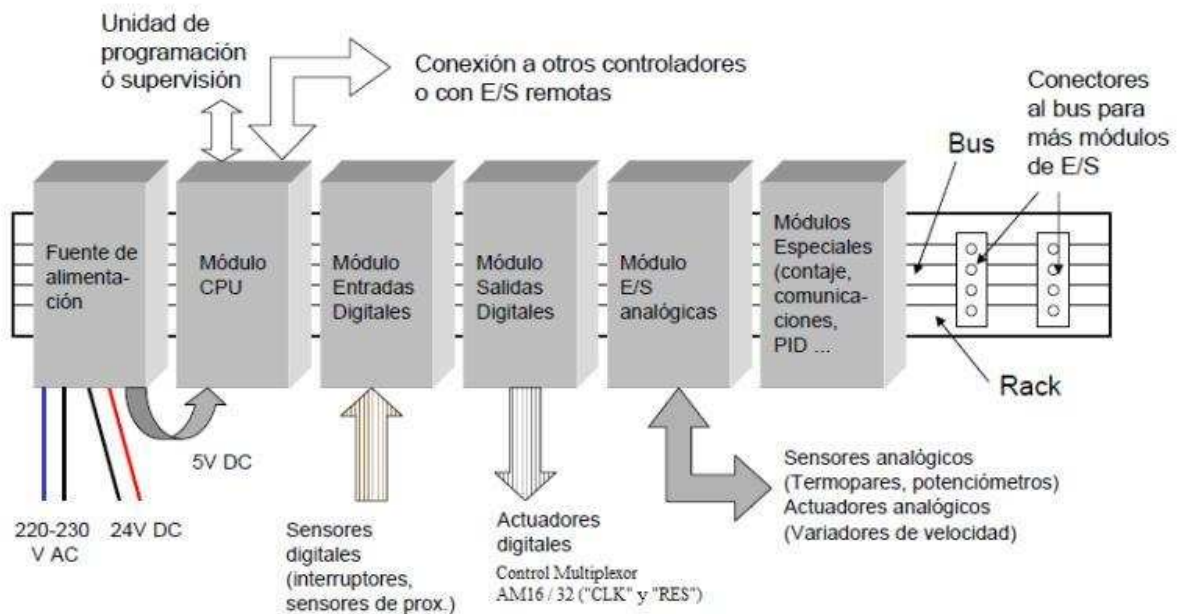 Unidad de
programación
ó supervisión
Conexión a otros controladores
o con E/S remotas
Conectores
al bus para
más módulos
de E/S
Bus
Fuente de
alimenta-
ción
Módulo
CPU
Módulo
Entradas
Digitales
Módulo
Salidas
Digitales
Módulo
E/S
analógicas
Módulos
Especiales
(contaje,
comunica-
ciones,
PID ...
Rack
5V DC
220-230
V AC
24V DC
Sensores
digitales
(interruptores,
sensores de prox.)
Actuadores
digitales
Control Multiplexor
AM16 / 32 ("CLK" y "RES")
Sensores analógicos
(Termopares, potenciómetros)
Actuadores analógicos
(Variadores de velocidad)